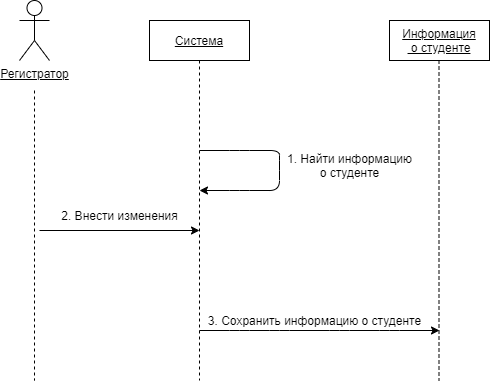 Регистратор
Система
Информация
о студенте
1. Найти информацию
о студенте
2. Внести изменения
3. Сохранить информацию о студенте